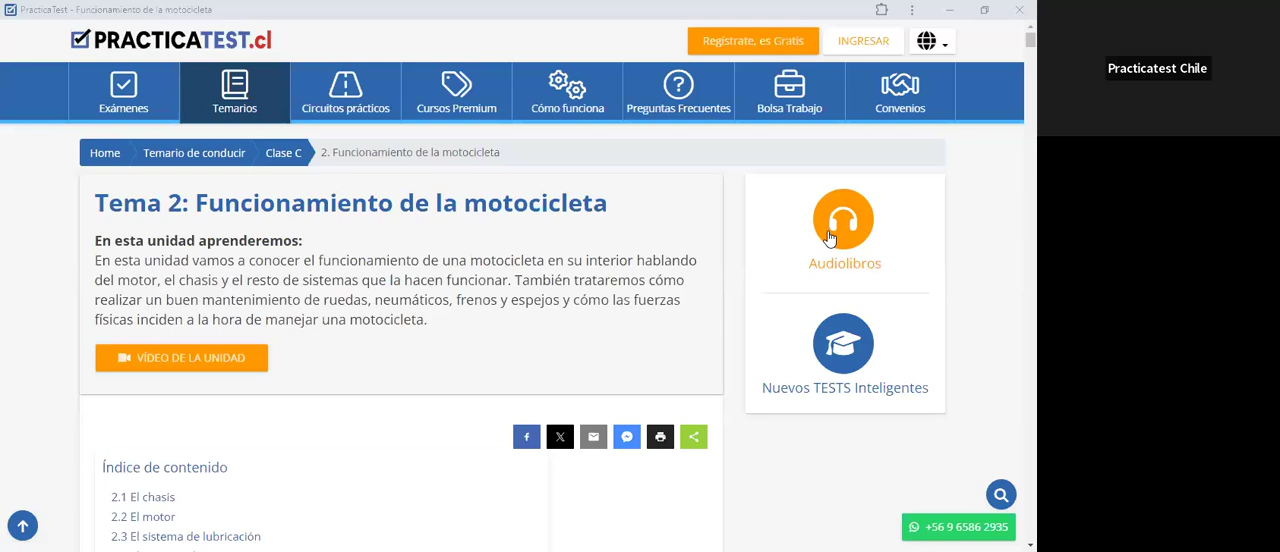 PracticaTest - Funcionamiento de la motocicleta
PRACTICATEST.cl
Regístrate, es Gratis
INGRESAR
Exámenes
Temarios
Circuitos prácticos
Cursos Premium
Cómo funciona
Preguntas Frecuentes
Bolsa Trabajo
Convenios
Home
Temario de conducir
Clase C
2. Funcionamiento de la motocicleta
Tema 2: Funcionamiento de la motocicleta
En esta unidad aprenderemos:
En esta unidad vamos a conocer el funcionamiento de una motocicleta en su interior hablando
del motor, el chasis y el resto de sistemas que la hacen funcionar. También trataremos cómo
realizar un buen mantenimiento de ruedas, neumáticos, frenos y espejos y cómo las fuerzas
físicas inciden a la hora de manejar una motocicleta.
VÍDEO DE LA UNIDAD
Audiolibros
Nuevos TESTS Inteligentes
Índice de contenido
2.1 El chasis
2.2 El motor
2.3 El sistema de lubricación
+56 9 6586 2935
Practicatest Chile